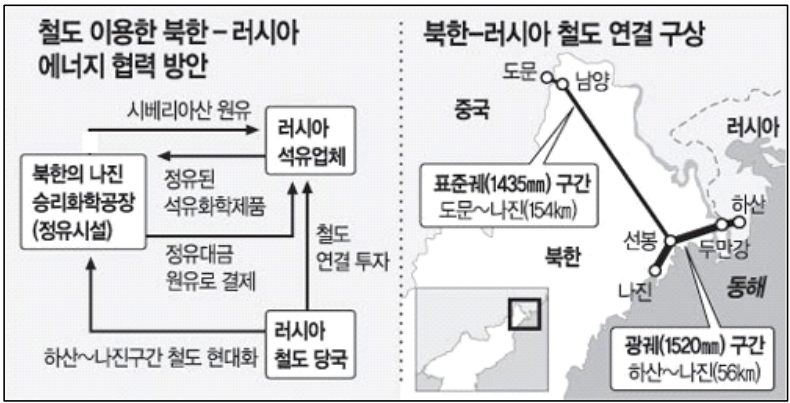 철도 이용한 북한 – 러시아
에너지 협력 방안
시베리아산 원유
러시아
석유업체
북한의 나진
승리화학공장
(정유시설)
정유된
석유화학제품
정유대금
원유로 결제
철도
연결 투자
하산~나진구간 철도 현대화
러시아
철도 당국
북한–러시아 철도 연결 구상
도문
남양
중국
러시아
표준궤(1435㎜) 구간
도문~나진(154㎞)
하산
선봉
두만강
북한
나진
동해
광궤(1520㎜) 구간
하산~나진(56㎞)